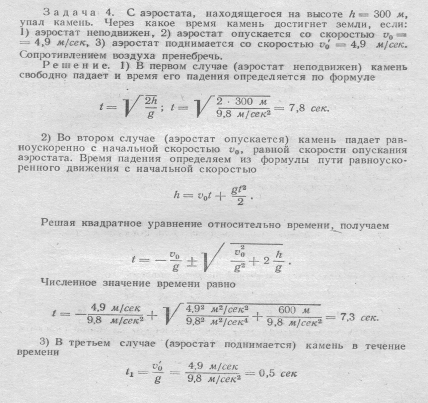 Задача 4. С аэростата, находящегося на высоте h = 300 м,
упал камень. Через какое время камень достигнет земли, если:
1) аэростат неподвижен, 2) аэростат опускается со скоростью v₀ =
= 4,9 м/сек, 3) аэростат поднимается со скоростью v₀′ = 4,9 м/сек.
Сопротивлением воздуха пренебречь.
Решение. 1) В первом случае (аэростат неподвижен) камень
свободно падает и время его падения определяется по формуле
t = √(2h/g); t = √(2 · 300 м / 9,8 м/сек²) = 7,8 сек.
2) Во втором случае (аэростат опускается) камень падает рав-
ноускоренно с начальной скоростью v₀, равной скорости опускания
аэростата. Время падения определяем из формулы пути равноуско-
ренного движения с начальной скоростью
h = v₀t + gt²/2 .
Решая квадратное уравнение относительно времени, получаем
t = − v₀/g ± √(v₀²/g² + 2 h/g) .
Численное значение времени равно
t = − 4,9 м/сек / 9,8 м/сек² + √(4,9² м²/сек² / 9,8² м²/сек⁴ + 600 м / 9,8 м/сек²) = 7,3 сек.
3) В третьем случае (аэростат поднимается) камень в течение
времени
t₁ = v₀′/g = 4,9 м/сек / 9,8 м/сек² = 0,5 сек